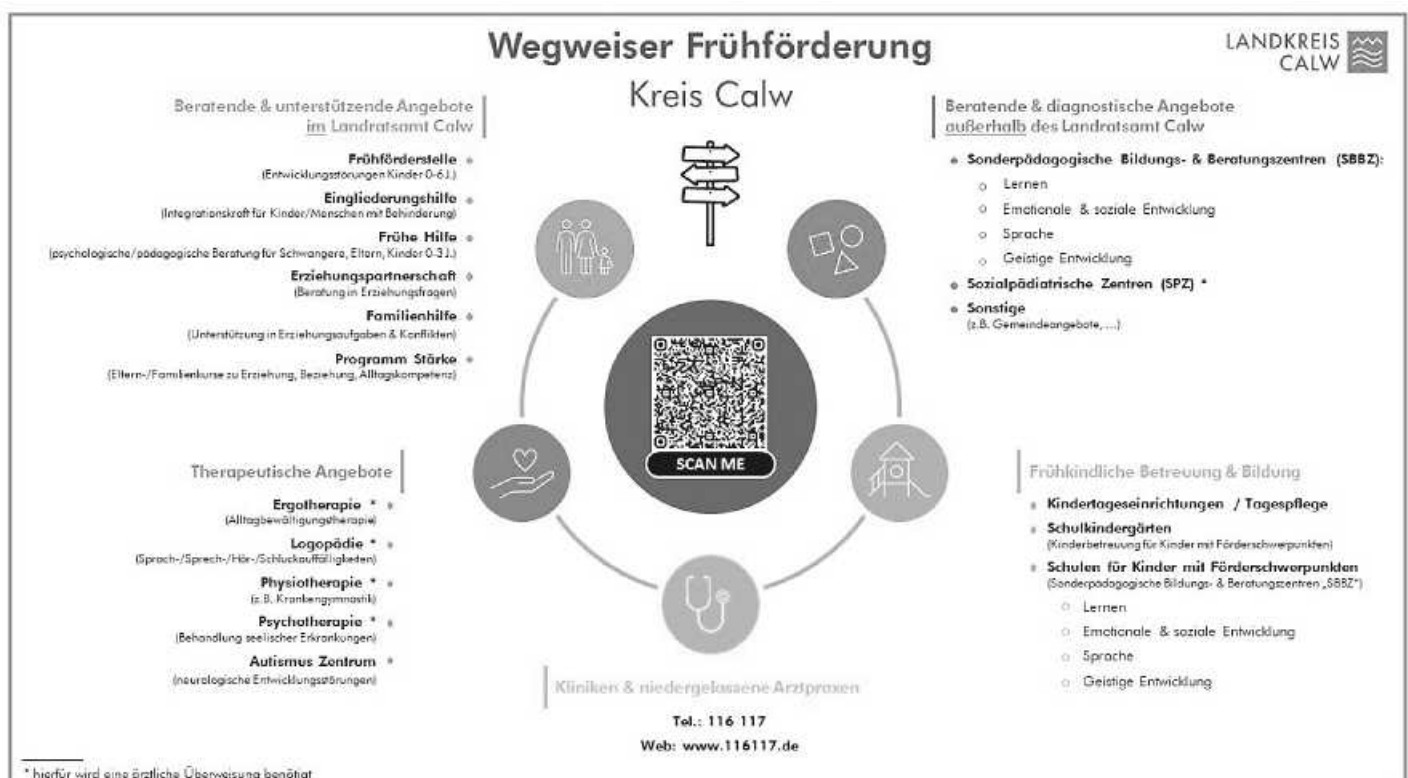 Wegweiser Frühförderung
Kreis Calw
LANDKREIS
CALW
Beratende & unterstützende Angebote
im Landratsamt Calw
Frühförderstelle
(Entwicklungsstörungen Kinder 0-6J.)
Eingliederungshilfe
(Integrationskraft für Kinder/Menschen mit Behinderung)
Frühe Hilfe
(psychologische/pädagogische Beratung für Schwangere, Eltern, Kinder 0-3J.)
Erziehungspartnerschaft
(Beratung in Erziehungsfragen)
Familienhilfe
(Unterstützung in Erziehungsaufgaben & Konflikten)
Programm Stärke
(Eltern-/Familienkurse zu Erziehung, Beziehung, Alltagskompetenz)
Beratende & diagnostische Angebote
außerhalb des Landratsamt Calw
Sonderpädagogische Bildungs- & Beratungszentren (SBBZ):
Lernen
Emotionale & soziale Entwicklung
Sprache
Geistige Entwicklung
Sozialpädiatrische Zentren (SPZ) *
Sonstige
(z.B. Gemeindeangebote, ...)
SCAN ME
Therapeutische Angebote
Ergotherapie *
(Alltagbewältigungstherapie)
Logopädie *
(Sprach-/Sprech-/Hör-/Schluckauffälligkeiten)
Physiotherapie *
(z.B. Krankengymnastik)
Psychotherapie *
(Behandlung seelischer Erkrankungen)
Autismus Zentrum
(neurologische Entwicklungsstörungen)
Frühkindliche Betreuung & Bildung
Kindertageseinrichtungen / Tagespflege
Schulkindergärten
(Kinderbetreuung für Kinder mit Förderschwerpunkten)
Schulen für Kinder mit Förderschwerpunkten
(Sonderpädagogische Bildungs- & Beratungszentren „SBBZ")
Lernen
Emotionale & soziale Entwicklung
Sprache
Geistige Entwicklung
Kliniken & niedergelassene Arztpraxen
Tel.: 116 117
Web: www.116117.de
* hierfür wird eine ärztliche Überweisung benötigt